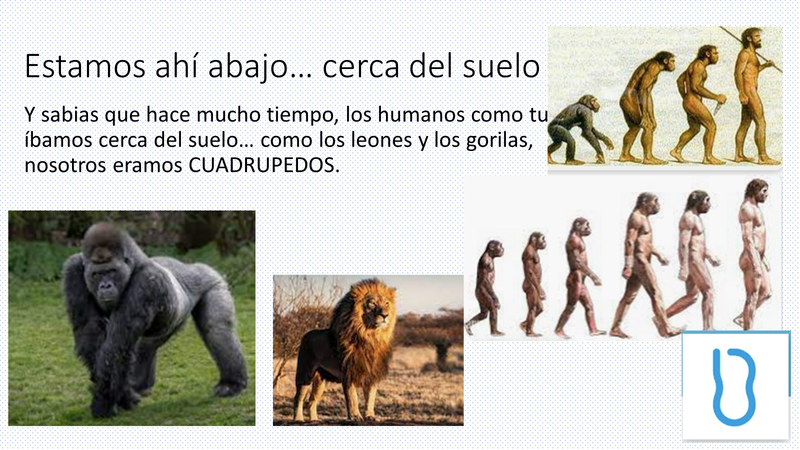 Estamos ahí abajo… cerca del suelo
Y sabias que hace mucho tiempo, los humanos como tu
íbamos cerca del suelo… como los leones y los gorilas,
nosotros eramos CUADRUPEDOS.